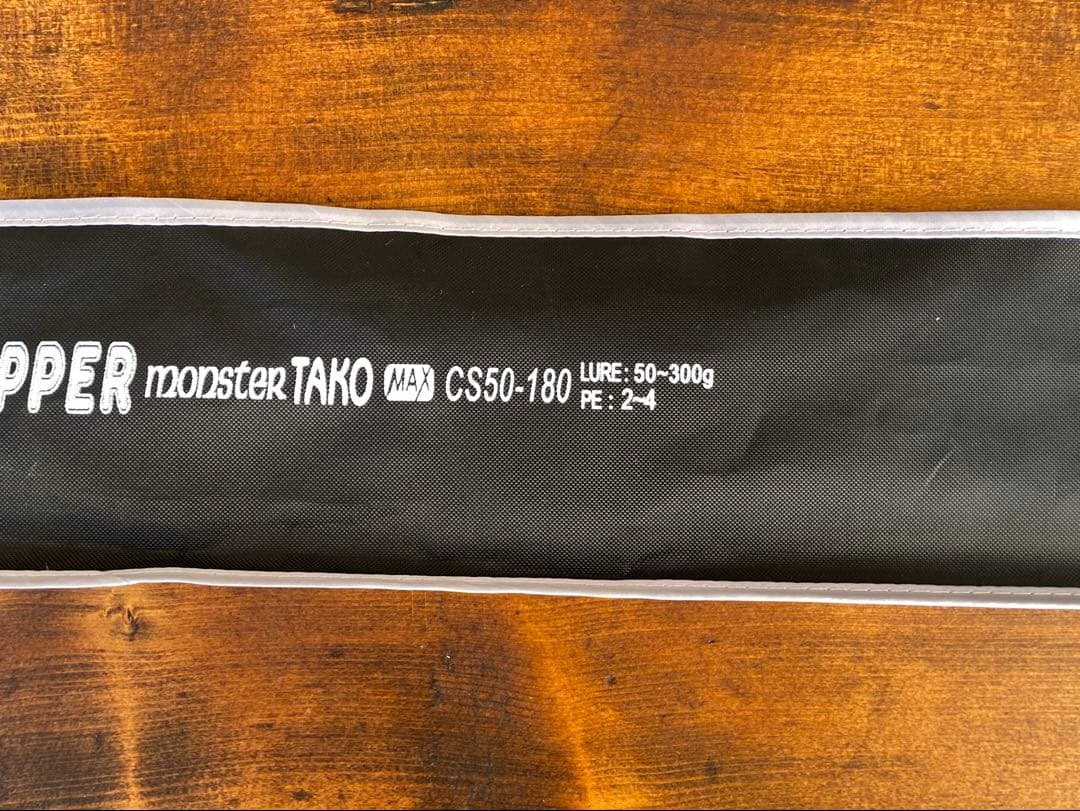 PPER monster TAKO MAX CS50-180 LURE: 50~300g
PE : 2~4